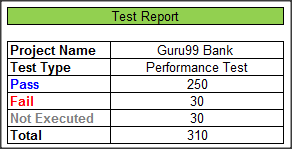 Test Report
Project Name Guru99 Bank
Test Type Performance Test
Pass 250
Fail 30
Not Executed 30
Total 310